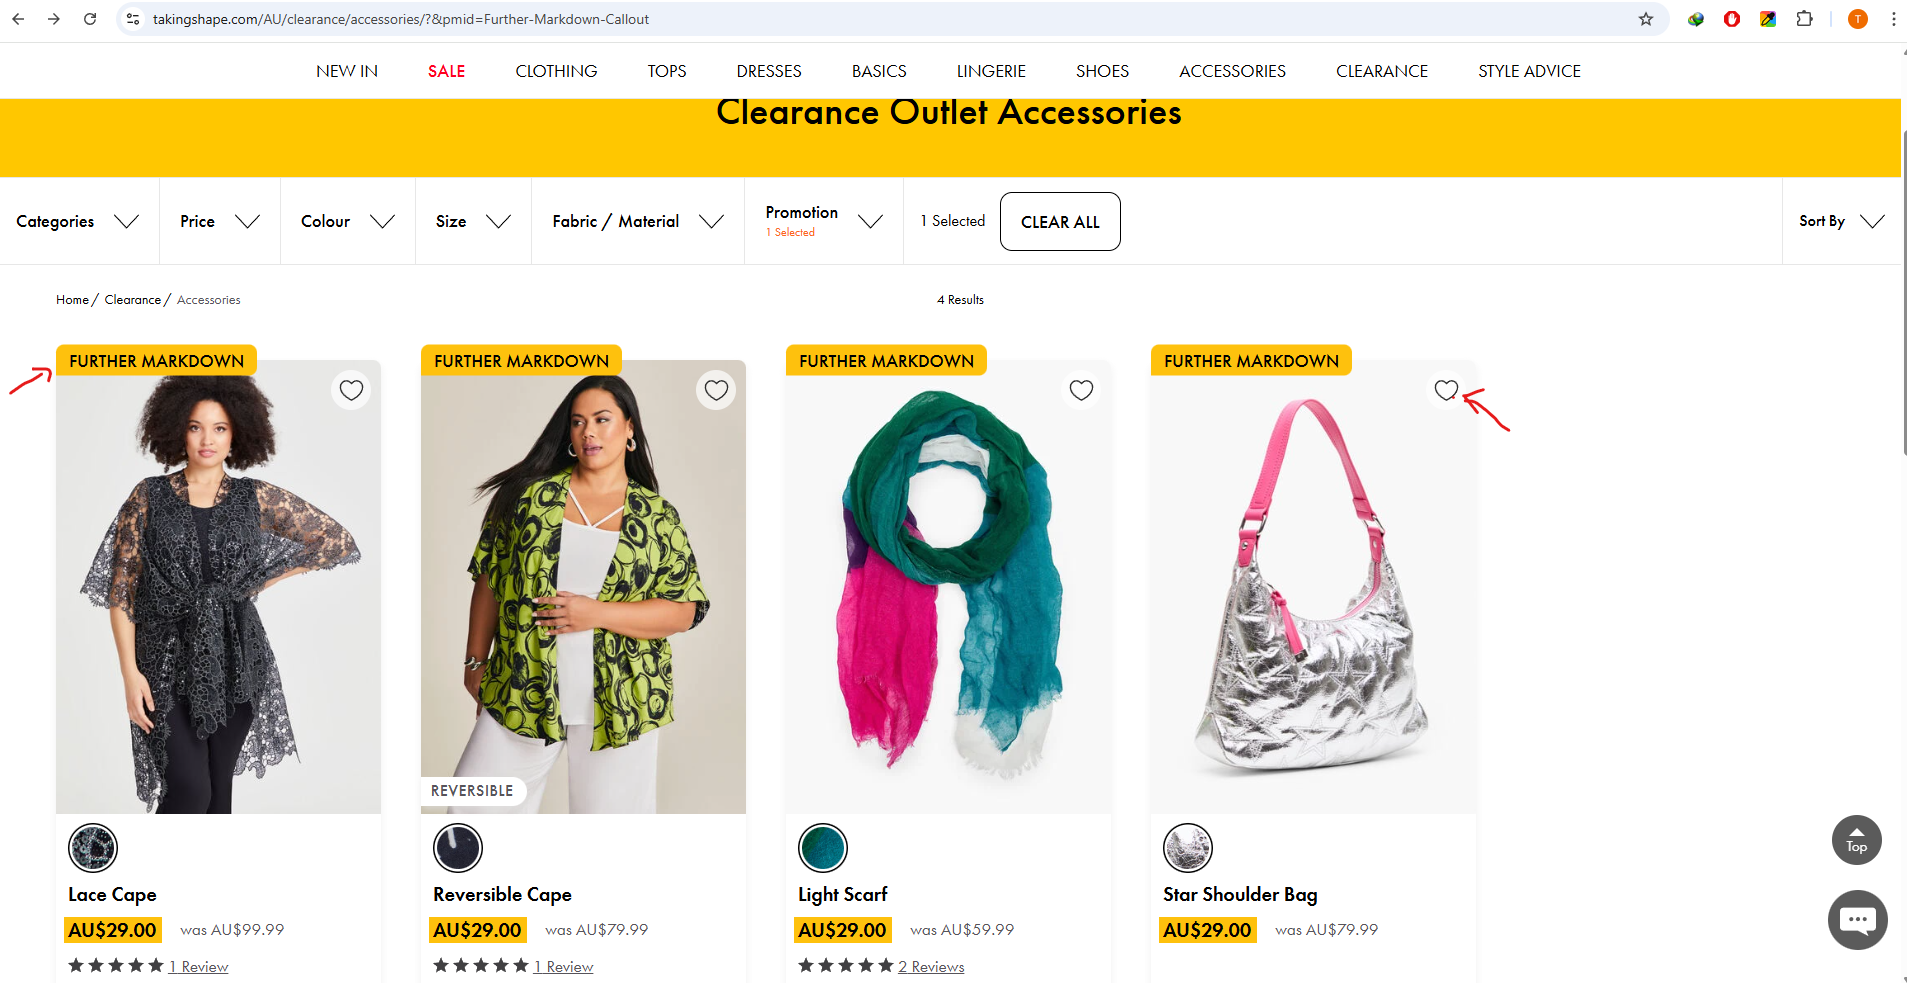 takingshape.com/AU/clearance/accessories/?&pmid=Further-Markdown-Callout
T
NEW IN SALE CLOTHING TOPS DRESSES BASICS LINGERIE SHOES ACCESSORIES CLEARANCE STYLE ADVICE
Clearance Outlet Accessories
Categories Price Colour Size Fabric / Material Promotion 1 Selected CLEAR ALL Sort By
1 Selected
Home / Clearance / Accessories 4 Results
FURTHER MARKDOWN FURTHER MARKDOWN FURTHER MARKDOWN FURTHER MARKDOWN
REVERSIBLE
Top
Lace Cape Reversible Cape Light Scarf Star Shoulder Bag
AU$29.00 was AU$99.99 AU$29.00 was AU$79.99 AU$29.00 was AU$59.99 AU$29.00 was AU$79.99
1 Review 1 Review 2 Reviews